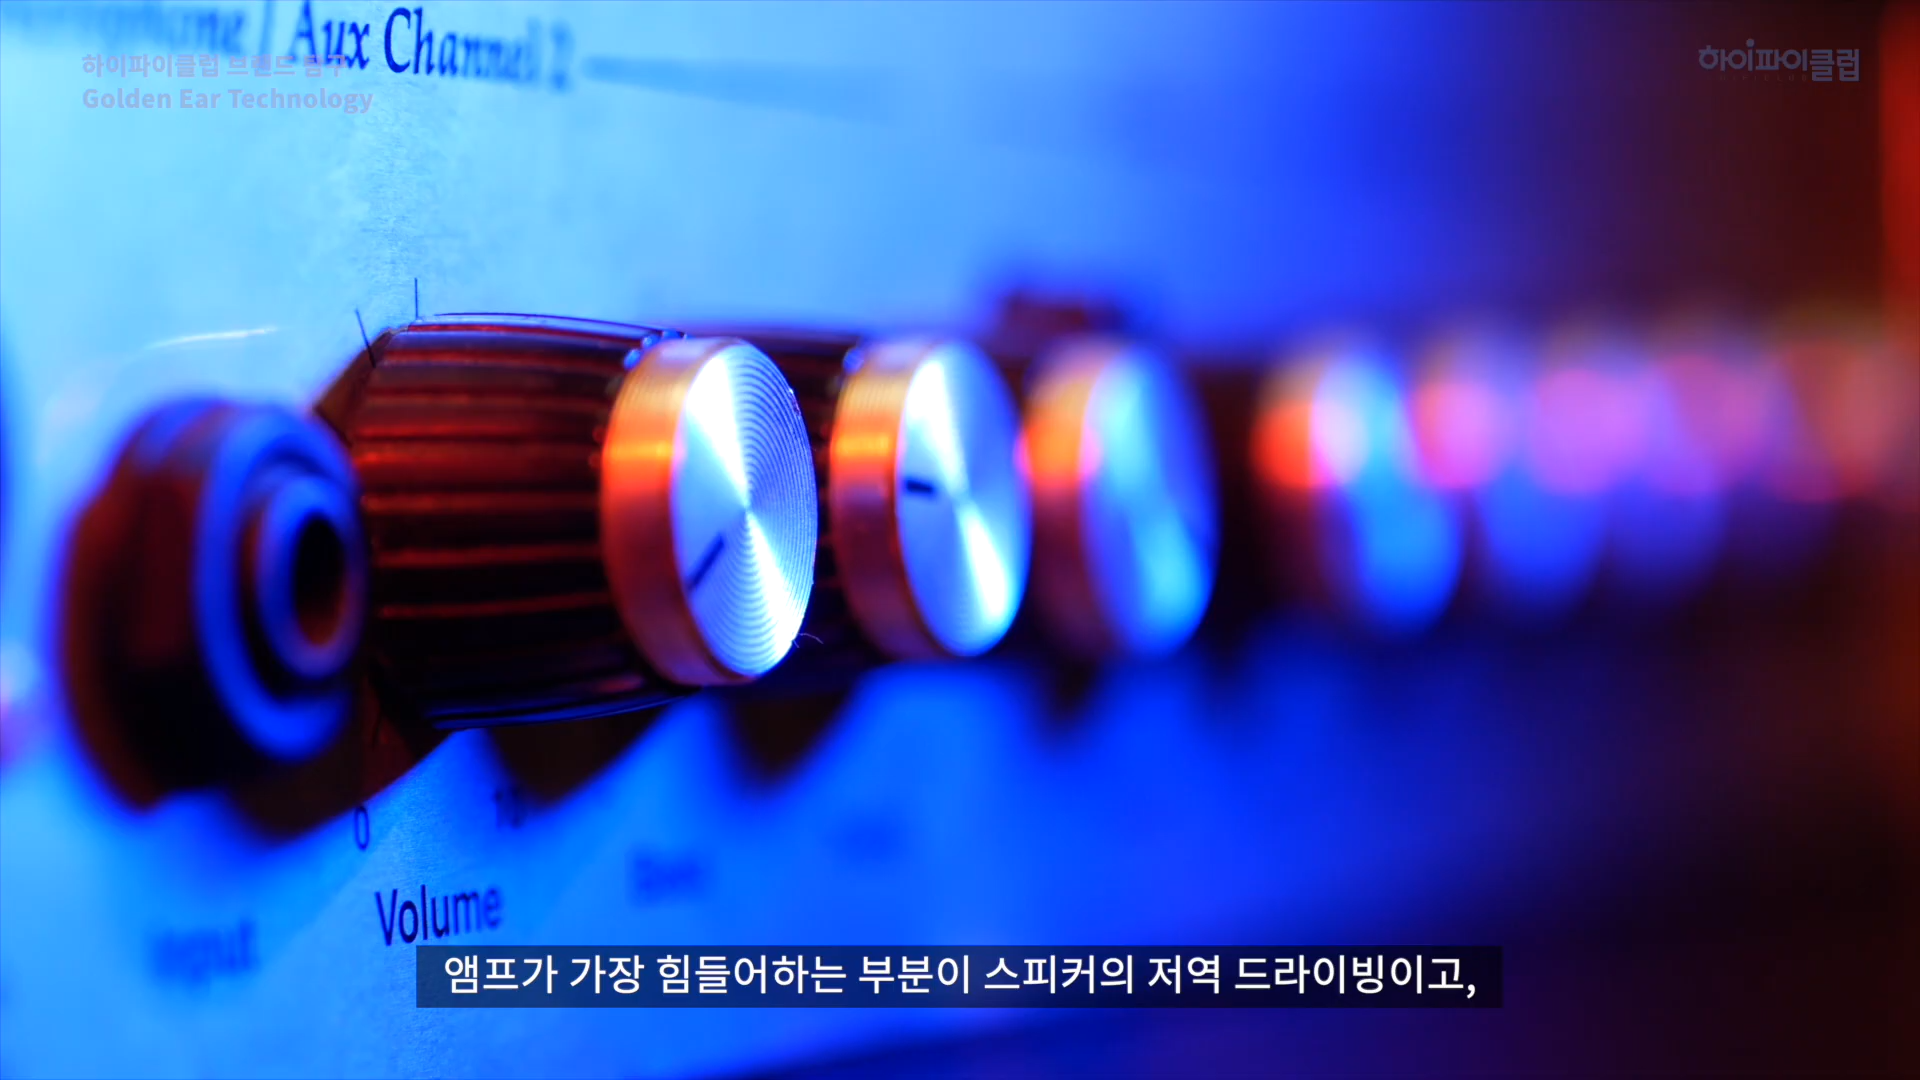 Aux Channel 2
하이파이클럽 브랜드 탐구
Golden Ear Technology
하이파이클럽
0
Volume
Input
앰프가 가장 힘들어하는 부분이 스피커의 저역 드라이빙이고,